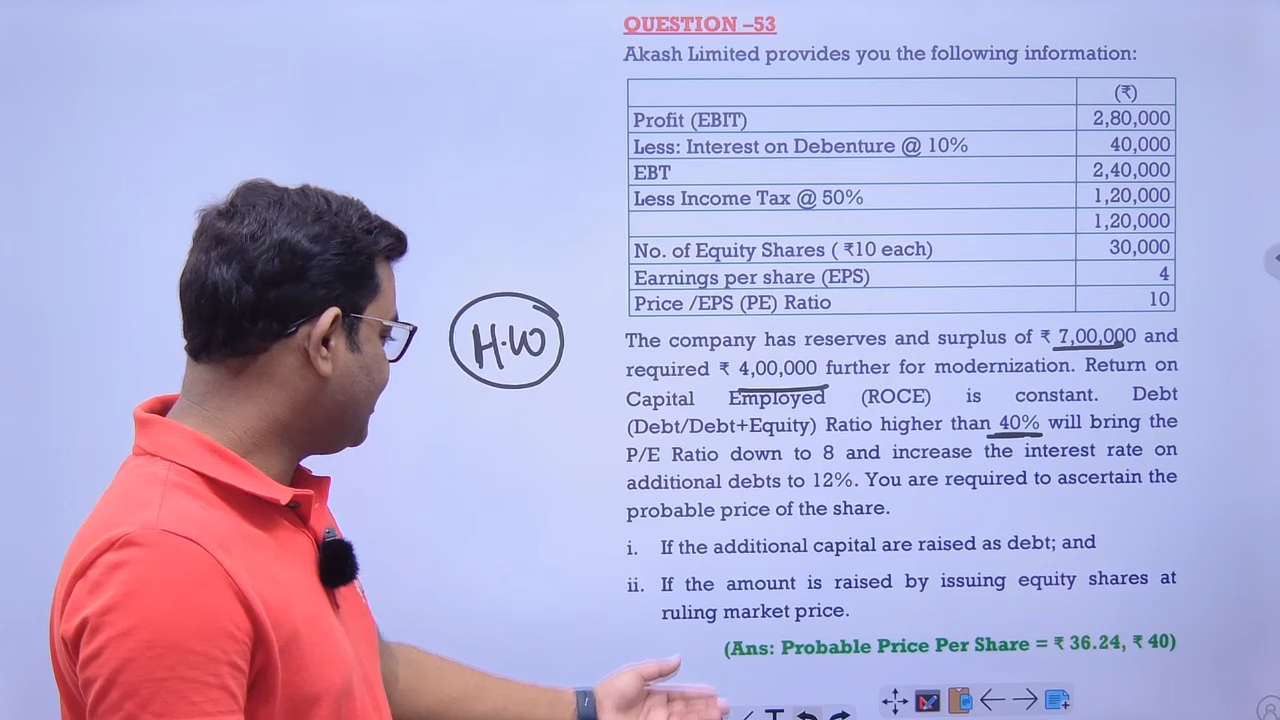 QUESTION –53
Akash Limited provides you the following information:
(₹)
Profit (EBIT) 2,80,000
Less: Interest on Debenture @ 10% 40,000
EBT 2,40,000
Less Income Tax @ 50% 1,20,000
1,20,000
No. of Equity Shares ( ₹10 each) 30,000
Earnings per share (EPS) 4
Price /EPS (PE) Ratio 10
H.W
The company has reserves and surplus of ₹ 7,00,000 and
required ₹ 4,00,000 further for modernization. Return on
Capital Employed (ROCE) is constant. Debt
(Debt/Debt+Equity) Ratio higher than 40% will bring the
P/E Ratio down to 8 and increase the interest rate on
additional debts to 12%. You are required to ascertain the
probable price of the share.
i. If the additional capital are raised as debt; and
ii. If the amount is raised by issuing equity shares at
ruling market price.
(Ans: Probable Price Per Share = ₹ 36.24, ₹ 40)